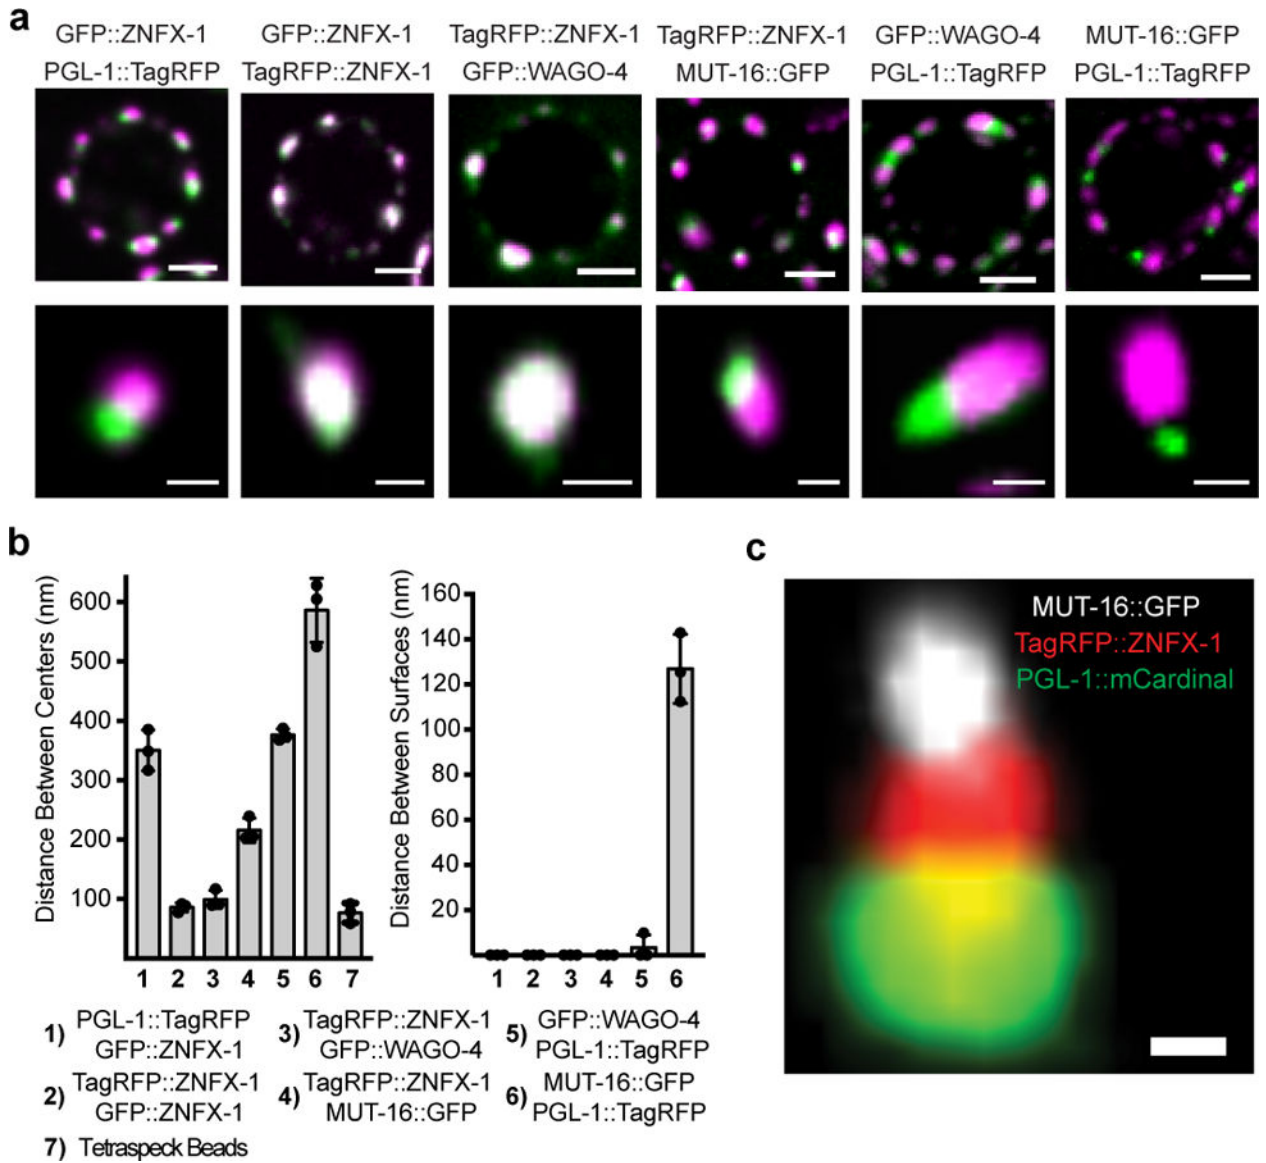 a
GFP::ZNFX-1
PGL-1::TagRFP
GFP::ZNFX-1
TagRFP::ZNFX-1
TagRFP::ZNFX-1
GFP::WAGO-4
TagRFP::ZNFX-1
MUT-16::GFP
GFP::WAGO-4
PGL-1::TagRFP
MUT-16::GFP
PGL-1::TagRFP
b
Distance Between Centers (nm)
600
500
400
300
200
100
1 2 3 4 5 6 7
Distance Between Surfaces (nm)
160
140
120
100
80
60
40
20
1 2 3 4 5 6
1) PGL-1::TagRFP
GFP::ZNFX-1
2) TagRFP::ZNFX-1
GFP::ZNFX-1
3) TagRFP::ZNFX-1
GFP::WAGO-4
4) TagRFP::ZNFX-1
MUT-16::GFP
5) GFP::WAGO-4
PGL-1::TagRFP
6) MUT-16::GFP
PGL-1::TagRFP
7) Tetraspeck Beads
c
MUT-16::GFP
TagRFP::ZNFX-1
PGL-1::mCardinal